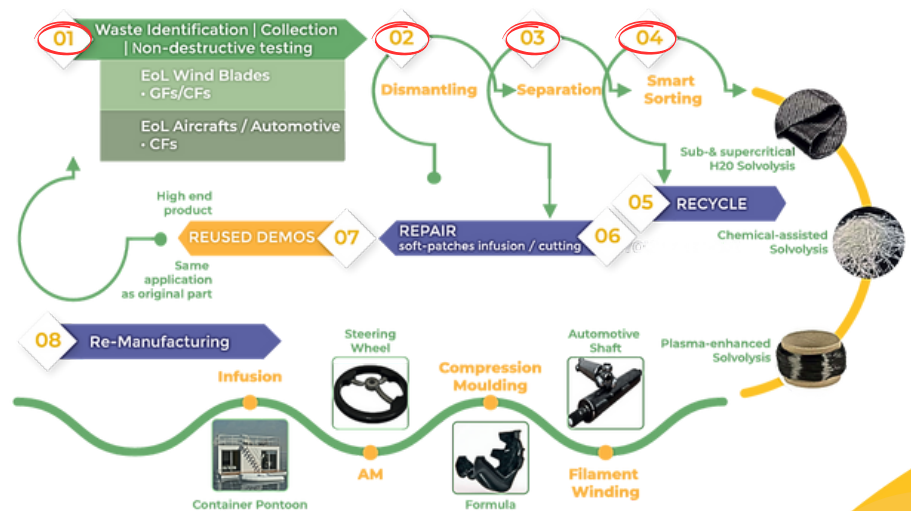 01
Waste Identification | Collection
| Non-destructive testing
EoL Wind Blades
• GFs/CFs
EoL Aircrafts / Automotive
• CFs
02
Dismantling
03
Separation
04
Smart
Sorting
Sub-& supercritical
H20 Solvolysis
05
RECYCLE
Chemical-assisted
Solvolysis
06
REPAIR
soft-patches infusion / cutting
07
REUSED DEMOS
High end
product
Same
application
as original part
Plasma-enhanced
Solvolysis
08
Re-Manufacturing
Infusion
Container Pontoon
Steering
Wheel
AM
Compression
Moulding
Formula
Automotive
Shaft
Filament
Winding